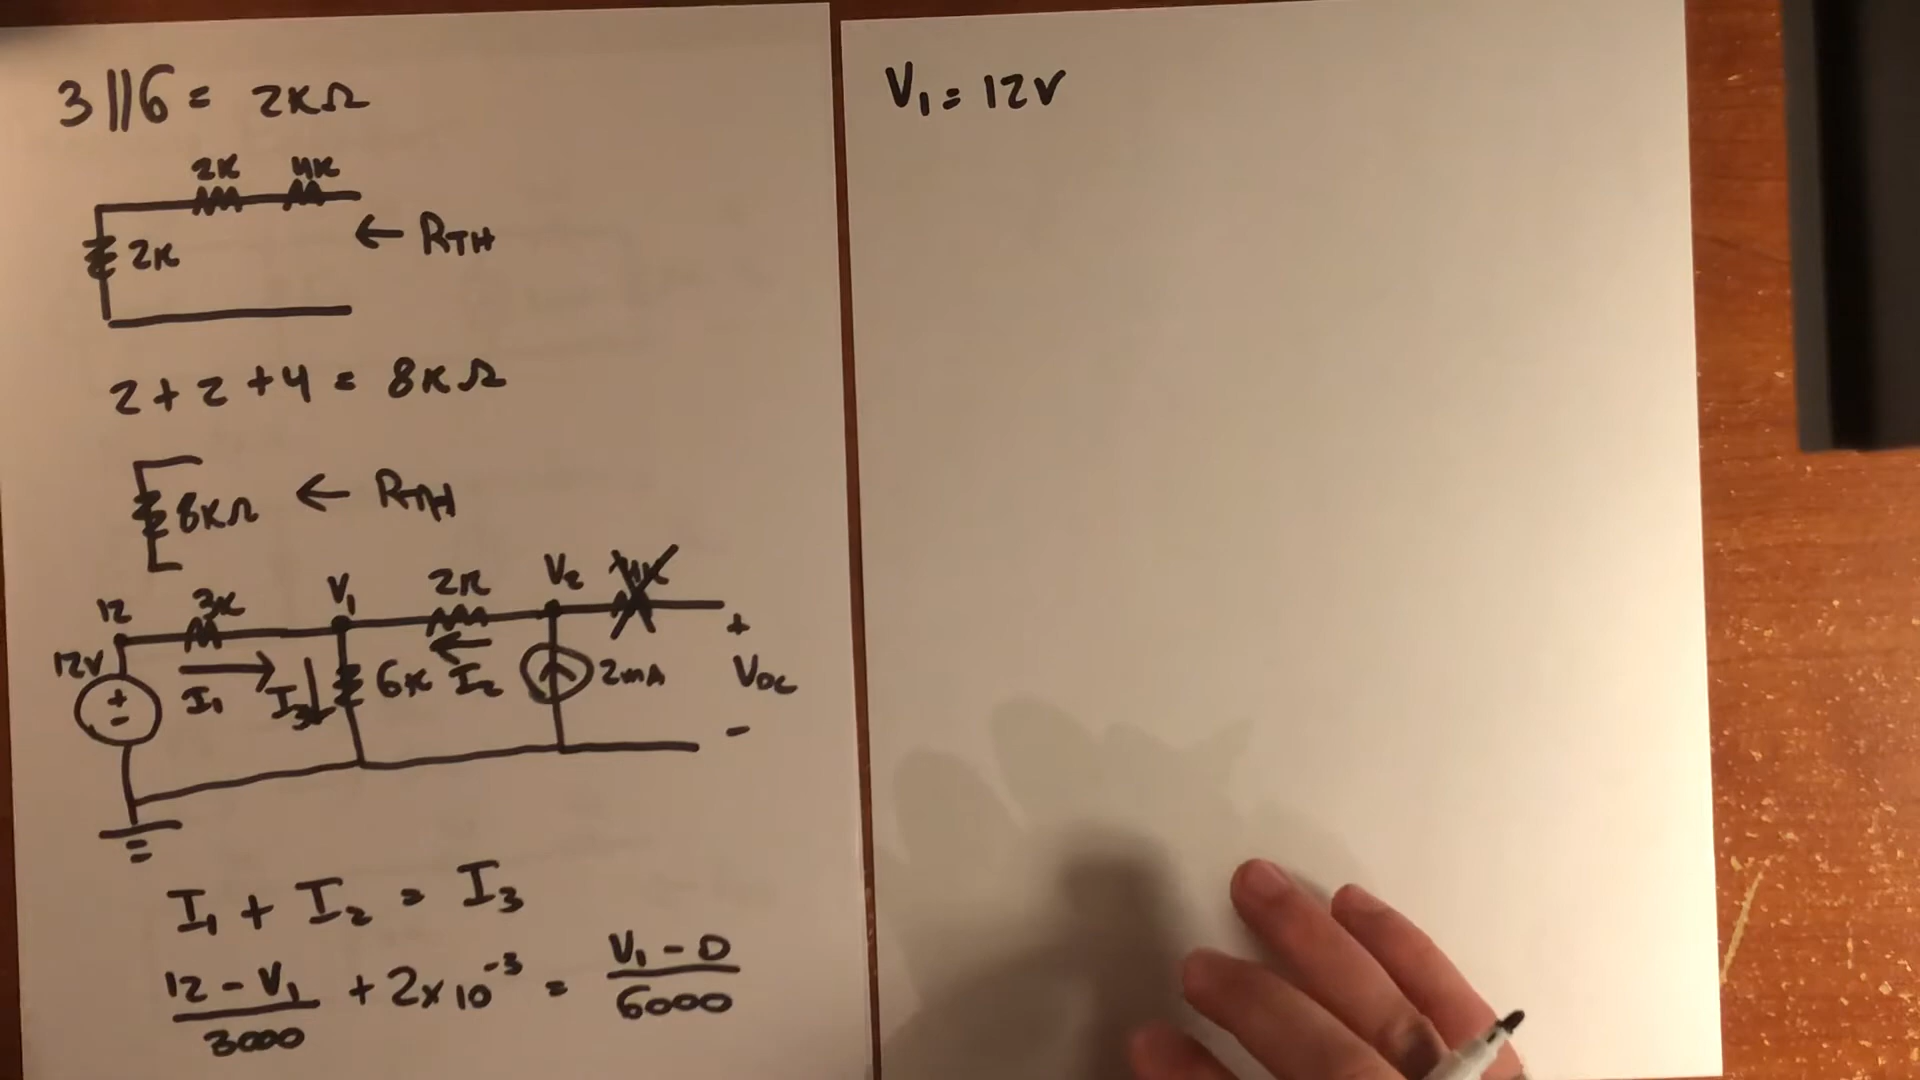 3 || 6 = 2KΩ
2K 4K
2K ← RTH
2 + 2 + 4 = 8KΩ
8KΩ ← RTH
12 3K V₁ 2K V₂
12V + - I₁ I₃ 6K I₂ 2mA + Voc -
I₁ + I₂ = I₃
12 - V₁ / 3000 + 2x10⁻³ = V₁ - 0 / 6000
V₁ = 12V